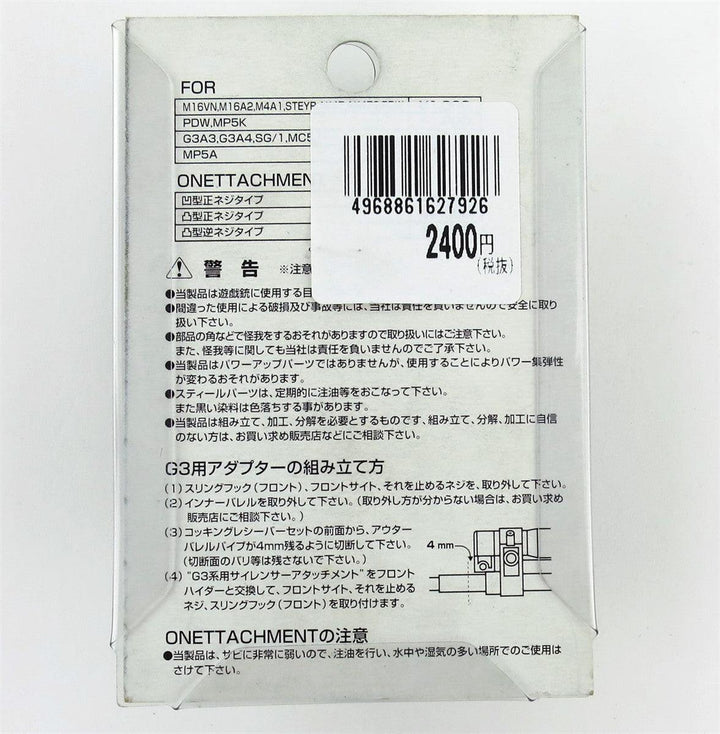 FOR
M16VN,M16A2,M4A1,STEYR
PDW,MP5K
G3A3,G3A4,SG/1,MC5
MP5A
4968861627926
ONETTACHMEN
凹型正ネジタイプ
凸型正ネジタイプ
凸型逆ネジタイプ
2400円
(税抜)
警告 ※注意
●当製品は遊戯銃に使用する目
●間違った使用による破損及び事故等には、当社は責任を負いませんので安全に取り
扱い下さい。
●部品の角などで怪我をするおそれがありますので取り扱いにはご注意下さい。
また、怪我等に関しても当社は責任を負いませんのでご了承下さい。
●当製品はパワーアップパーツではありませんが、使用することによりパワー集弾性
が変わるおそれがあります。
●スティールパーツは、定期的に注油等をおこなって下さい。
また黒い染料は色落ちする事があります。
●当製品は組み立て、加工、分解を必要とするものです、組み立て、分解、加工に自信
のない方は、お買い求め販売店などにご相談下さい。
G3用アダプターの組み立て方
(1)スリングフック(フロント)、フロントサイト、それを止めるネジを、取り外して下さい。
(2)インナーバレルを取り外して下さい。(取り外し方が分からない場合は、お買い求め
販売店にご相談下さい。)
(3)コッキングレシーバーセットの前面から、アウター
バレルパイプが4mm残るように切断して下さい。
(切断面のバリ等は残さないで下さい。)
4mm
(4)"G3系用サイレンサーアタッチメント"をフロント
ハイダーと交換して、フロントサイト、それを止める
ネジ、スリングフック(フロント)を取り付けます。
ONETTACHMENTの注意
●当製品は、サビに非常に弱いので、注油を行い、水中や湿気の多い場所でのご使用は
さけて下さい。